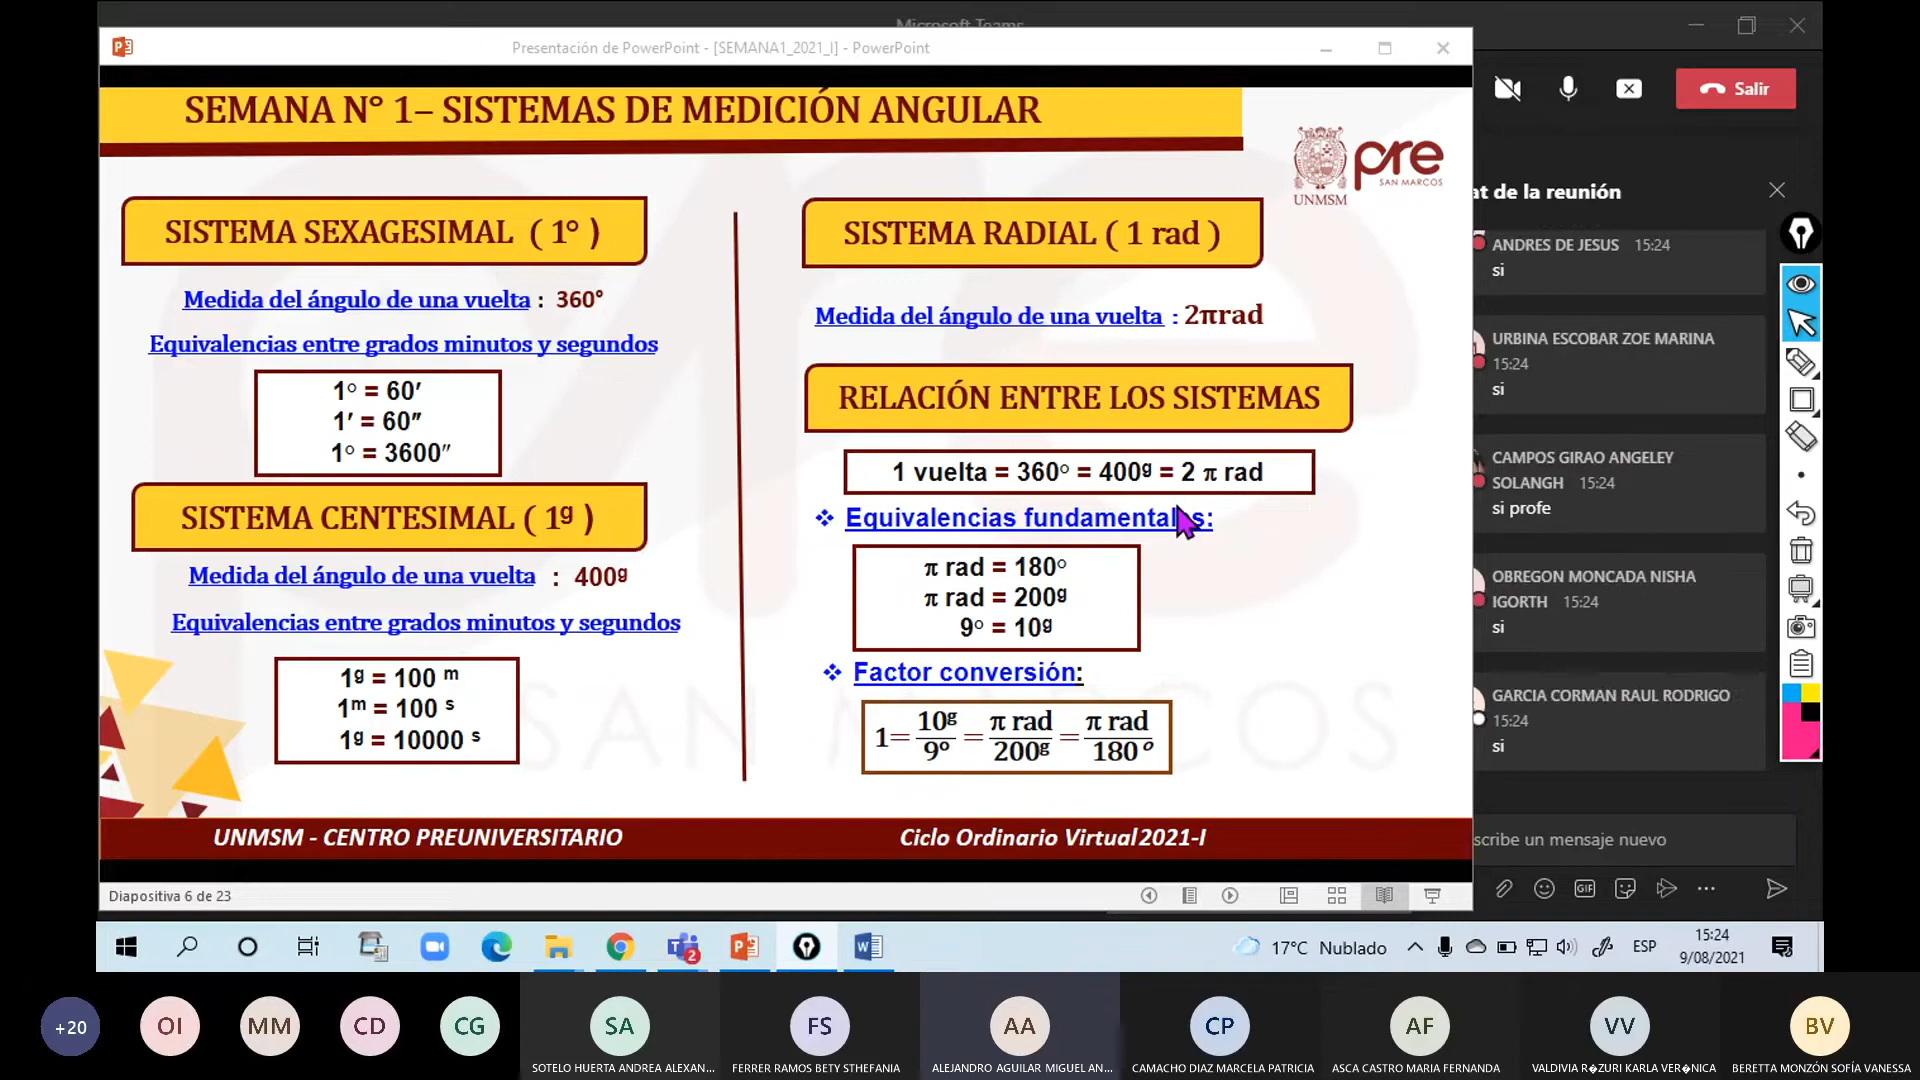 Microsoft Teams
Presentación de PowerPoint - [SEMANA1_2021_I] - PowerPoint
SEMANA N° 1– SISTEMAS DE MEDICIÓN ANGULAR
UNMSM
pre
SAN MARCOS
SISTEMA SEXAGESIMAL ( 1° )
Medida del ángulo de una vuelta : 360°
Equivalencias entre grados minutos y segundos
1° = 60′
1′ = 60″
1° = 3600″
SISTEMA CENTESIMAL ( 1ᵍ )
Medida del ángulo de una vuelta : 400ᵍ
Equivalencias entre grados minutos y segundos
1ᵍ = 100 ᵐ
1ᵐ = 100 ˢ
1ᵍ = 10000 ˢ
SISTEMA RADIAL ( 1 rad )
Medida del ángulo de una vuelta : 2πrad
RELACIÓN ENTRE LOS SISTEMAS
1 vuelta = 360° = 400ᵍ = 2 π rad
❖ Equivalencias fundamentales:
π rad = 180°
π rad = 200ᵍ
9° = 10ᵍ
❖ Factor conversión:
1= 10ᵍ/9° = π rad/200ᵍ = π rad/180°
SAN MARCOS
UNMSM - CENTRO PREUNIVERSITARIO
Ciclo Ordinario Virtual 2021-I
Diapositiva 6 de 23
Salir
at de la reunión
ANDRES DE JESUS 15:24
si
URBINA ESCOBAR ZOE MARINA
15:24
si
CAMPOS GIRAO ANGELEY
SOLANGH 15:24
si profe
OBREGON MONCADA NISHA
IGORTH 15:24
si
GARCIA CORMAN RAUL RODRIGO
15:24
si
scribe un mensaje nuevo
GIF
2
17°C Nublado
ESP
15:24
9/08/2021
+20
OI
MM
CD
CG
SA
FS
AA
CP
AF
VV
BV
SOTELO HUERTA ANDREA ALEXAN...
FERRER RAMOS BETY STHEFANIA
ALEJANDRO AGUILAR MIGUEL AN...
CAMACHO DIAZ MARCELA PATRICIA
ASCA CASTRO MARIA FERNANDA
VALDIVIA R�ZURI KARLA VER�NICA
BERETTA MONZÓN SOFÍA VANESSA